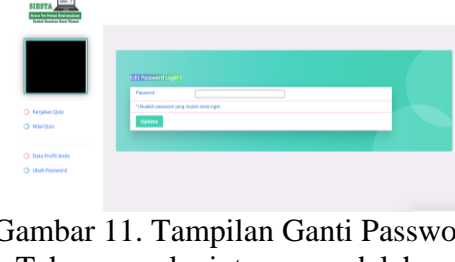 SIRSTA
Edit Password Login !
Password :
*) Buatlah password yang mudah anda ingat
Update
Kerjakan Quiz
Nilai Quiz
Data Profil Anda
Ubah Password
Gambar 11. Tampilan Ganti Passwo